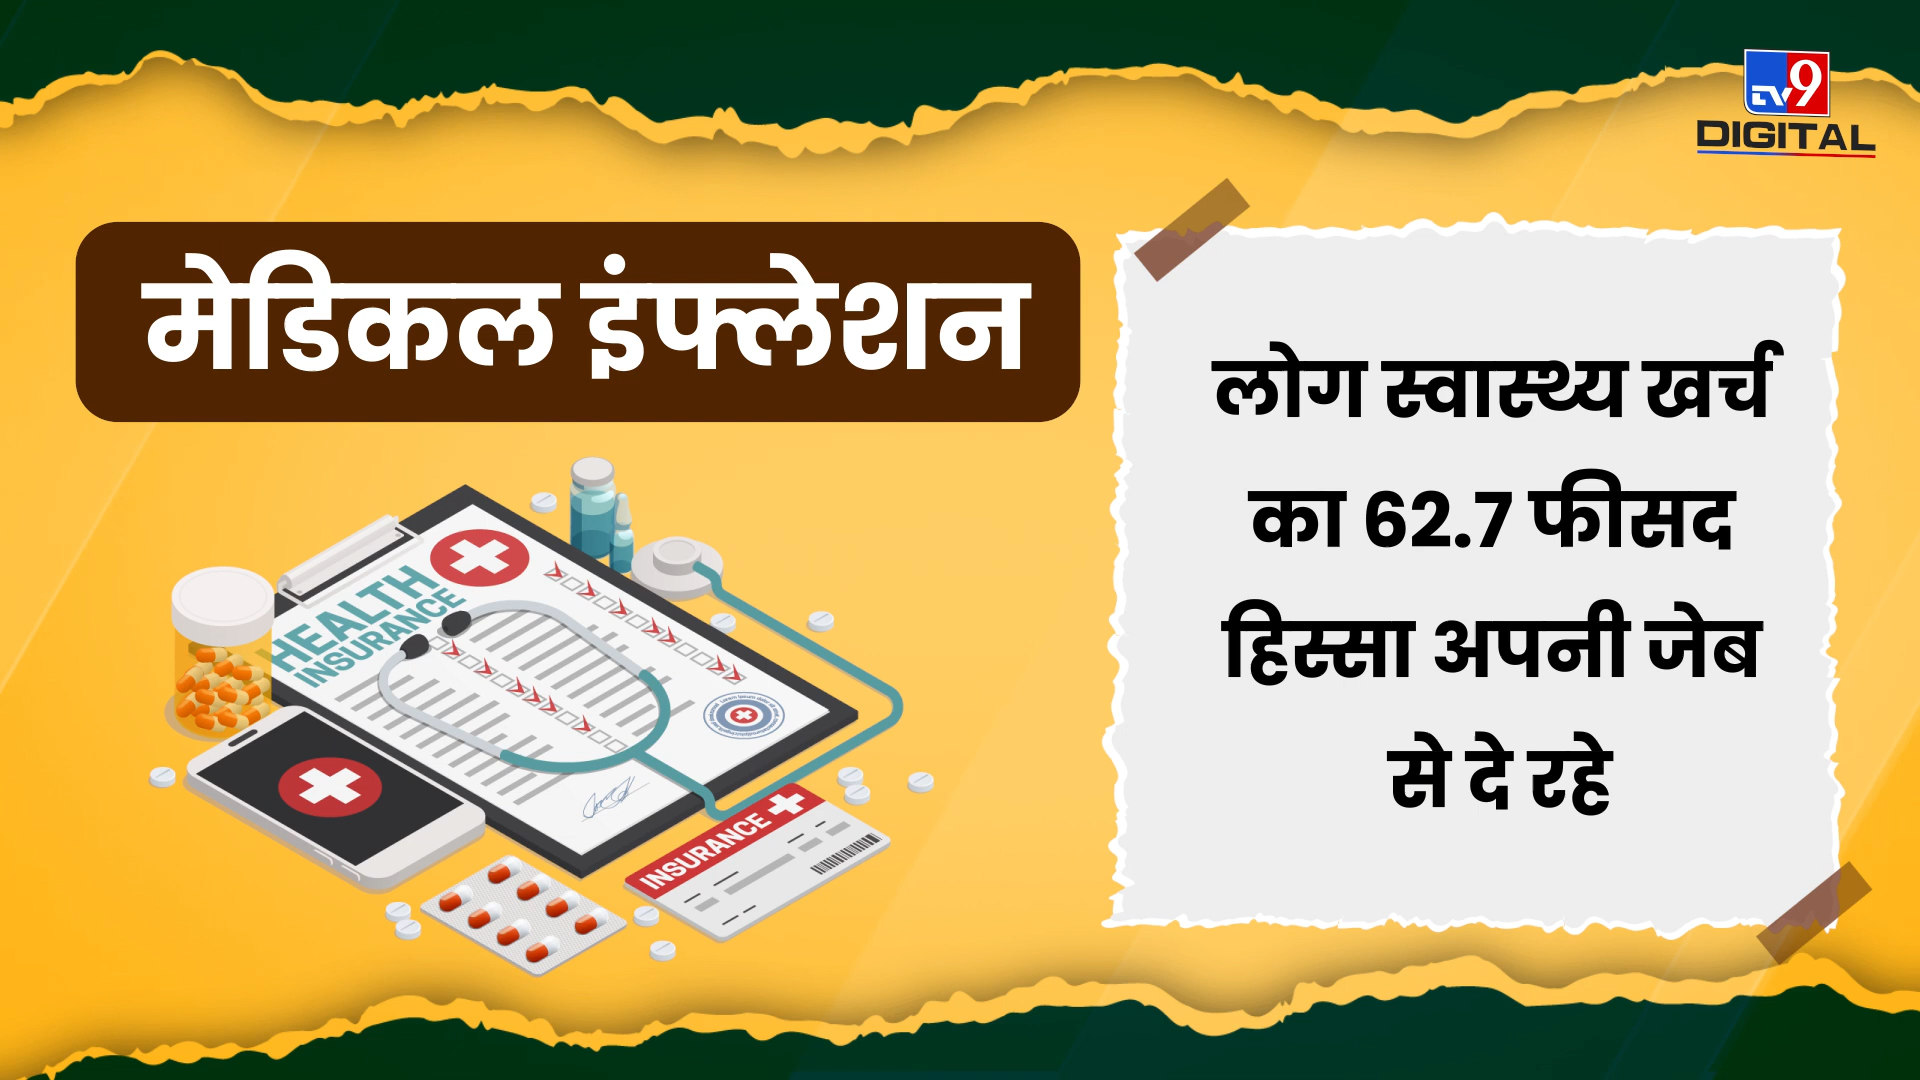 TV9
DIGITAL
मेडिकल इंफ्लेशन
लोग स्वास्थ्य खर्च
का 62.7 फीसद
हिस्सा अपनी जेब
से दे रहे
HEALTH
INSURANCE
INSURANCE